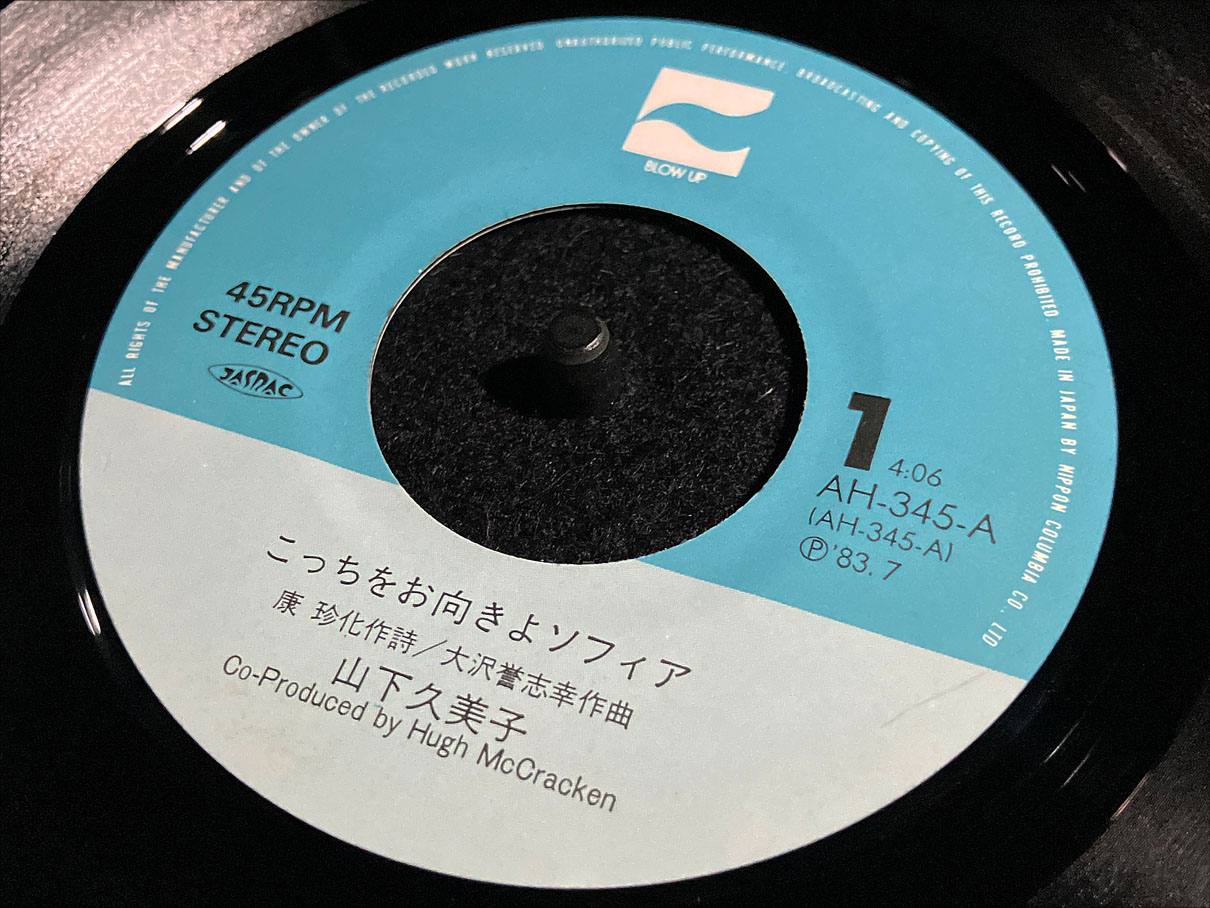 ALL RIGHTS OF THE MANUFACTURER AND OF THE OWNER OF THE RECORDED WORK RESERVED. UNAUTHORIZED PUBLIC PERFORMANCE, BROADCASTING AND COPYING OF THIS RECORD PROHIBITED. MADE IN JAPAN BY NIPPON COLUMBIA CO., LTD
BLOW UP
45RPM
STEREO
JASRAC
1
4:06
AH-345-A
(AH-345-A)
Ⓟ'83.7
こっちをお向きよソフィア
康 珍化作詩/大沢誉志幸作曲
山下久美子
Co-Produced by Hugh McCracken